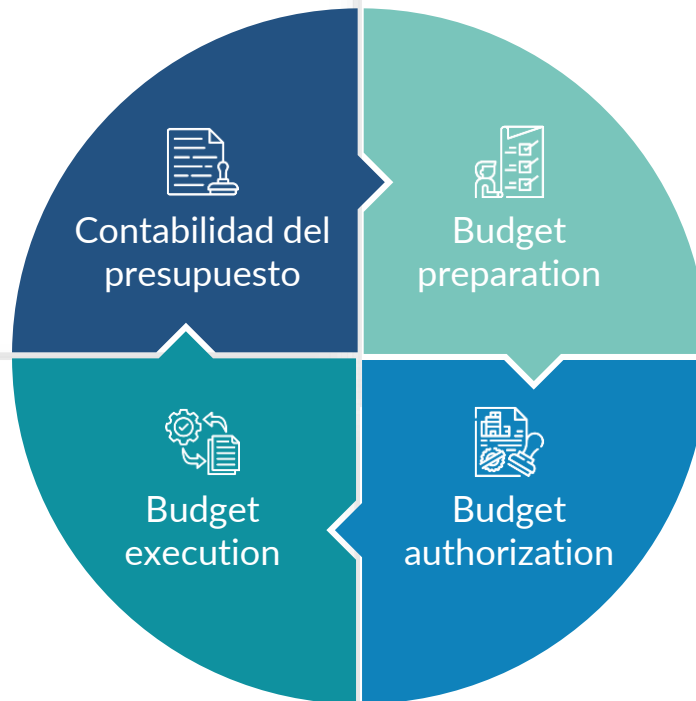 Contabilidad del
presupuesto
Budget
preparation
Budget
execution
Budget
authorization